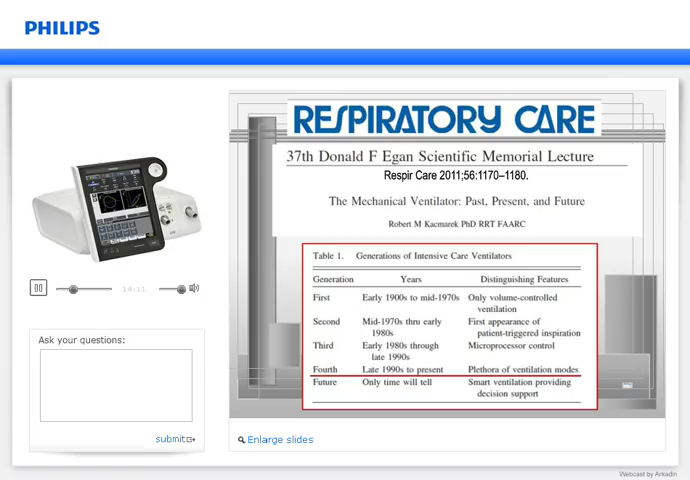 PHILIPS
RESPIRATORY CARE
37th Donald F Egan Scientific Memorial Lecture
Respir Care 2011;56:1170–1180.
The Mechanical Ventilator: Past, Present, and Future
Robert M Kacmarek PhD RRT FAARC
Table 1. Generations of Intensive Care Ventilators
Generation Years Distinguishing Features
First Early 1900s to mid-1970s Only volume-controlled
ventilation
Second Mid-1970s thru early First appearance of
1980s patient-triggered inspiration
Third Early 1980s through Microprocessor control
late 1990s
Fourth Late 1990s to present Plethora of ventilation modes
Future Only time will tell Smart ventilation providing
decision support
14:11
Ask your questions:
submit
Enlarge slides
Webcast by Arkadin